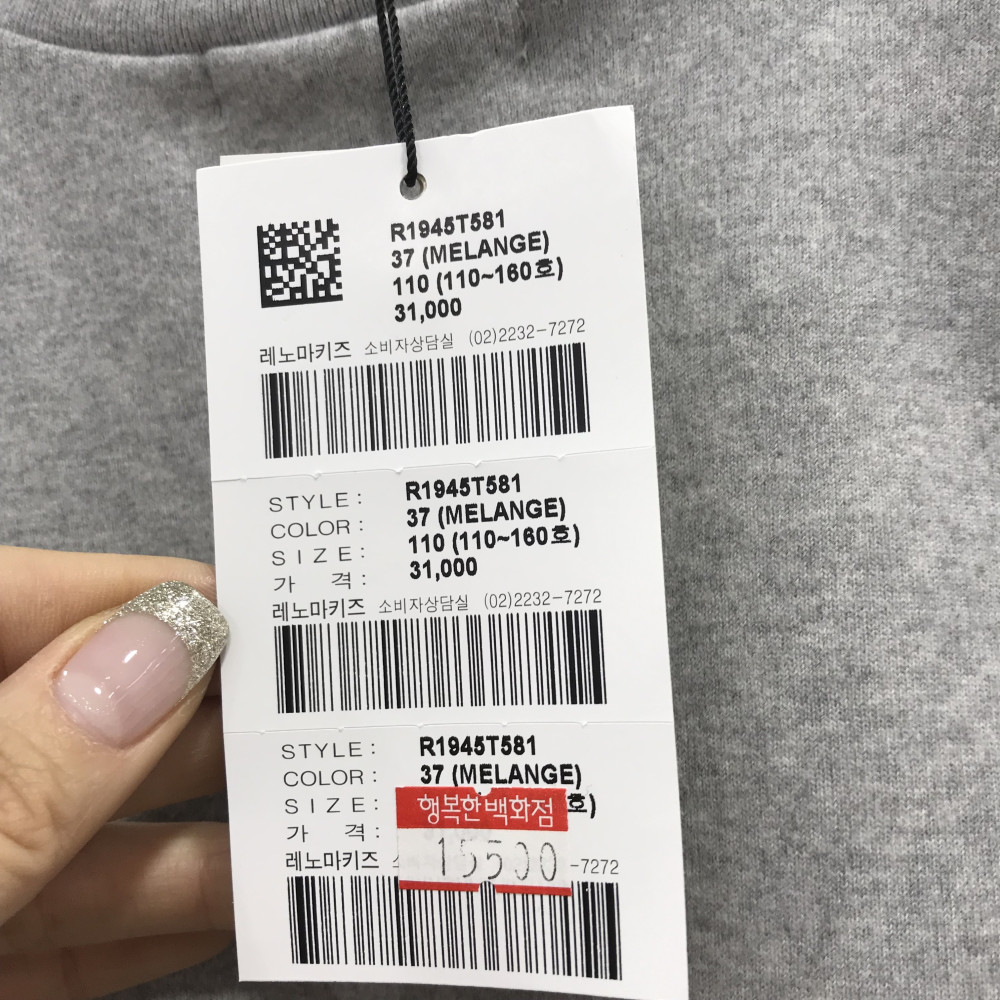 R1945T581
37 (MELANGE)
110 (110~160호)
31,000
레노마키즈 소비자상담실 (02)2232-7272
STYLE : R1945T581
COLOR : 37 (MELANGE)
SIZE : 110 (110~160호)
가 격 : 31,000
레노마키즈 소비자상담실 (02)2232-7272
STYLE : R1945T581
COLOR : 37 (MELANGE)
SIZE : 호)
행복한백화점
가 격 :
15500
레노마키즈 -7272